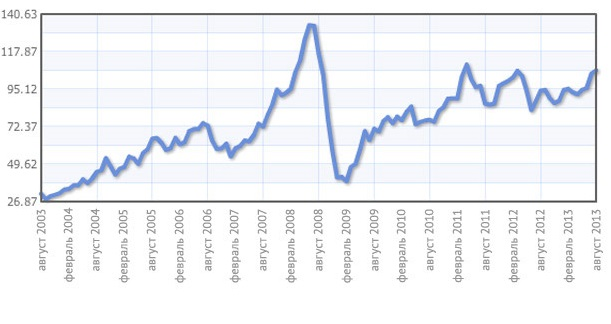 140.63
117.87
95.12
72.37
49.62
26.87
август 2003
февраль 2004
август 2004
февраль 2005
август 2005
февраль 2006
август 2006
февраль 2007
август 2007
февраль 2008
август 2008
февраль 2009
август 2009
февраль 2010
август 2010
февраль 2011
август 2011
февраль 2012
август 2012
февраль 2013
август 2013